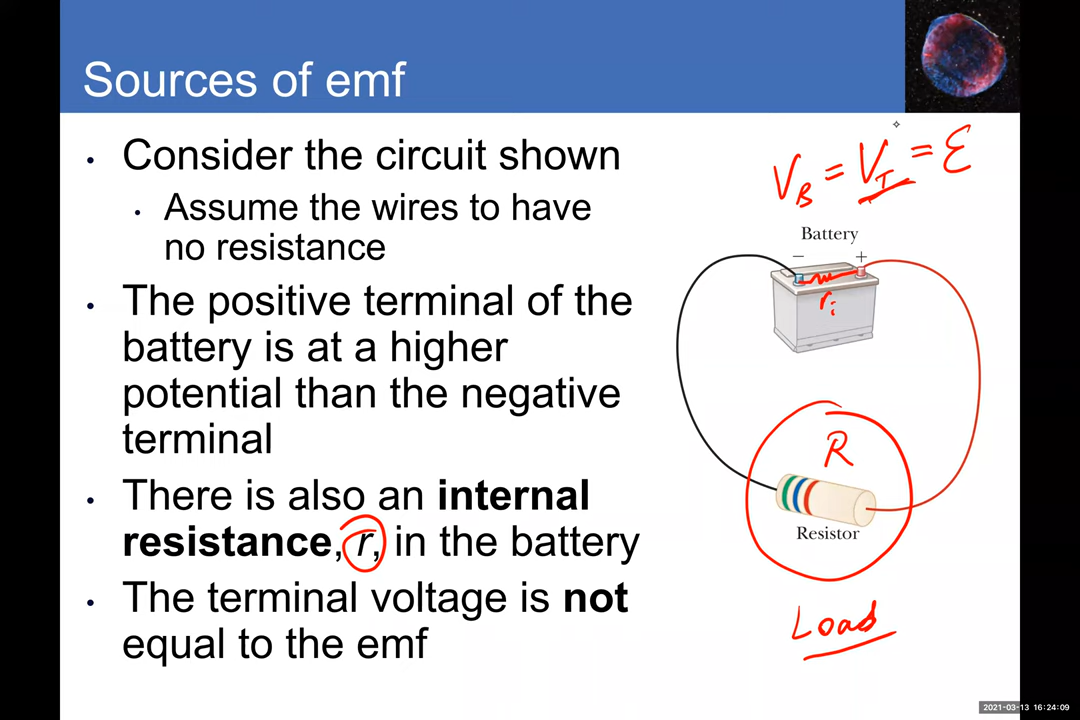 Sources of emf
• Consider the circuit shown
• Assume the wires to have
no resistance
• The positive terminal of the
battery is at a higher
potential than the negative
terminal
• There is also an internal
resistance, r, in the battery
• The terminal voltage is not
equal to the emf
V_B = V_T = ℰ
Battery
− +
r_i
R
Resistor
Load
2021-03-13 16:24:09